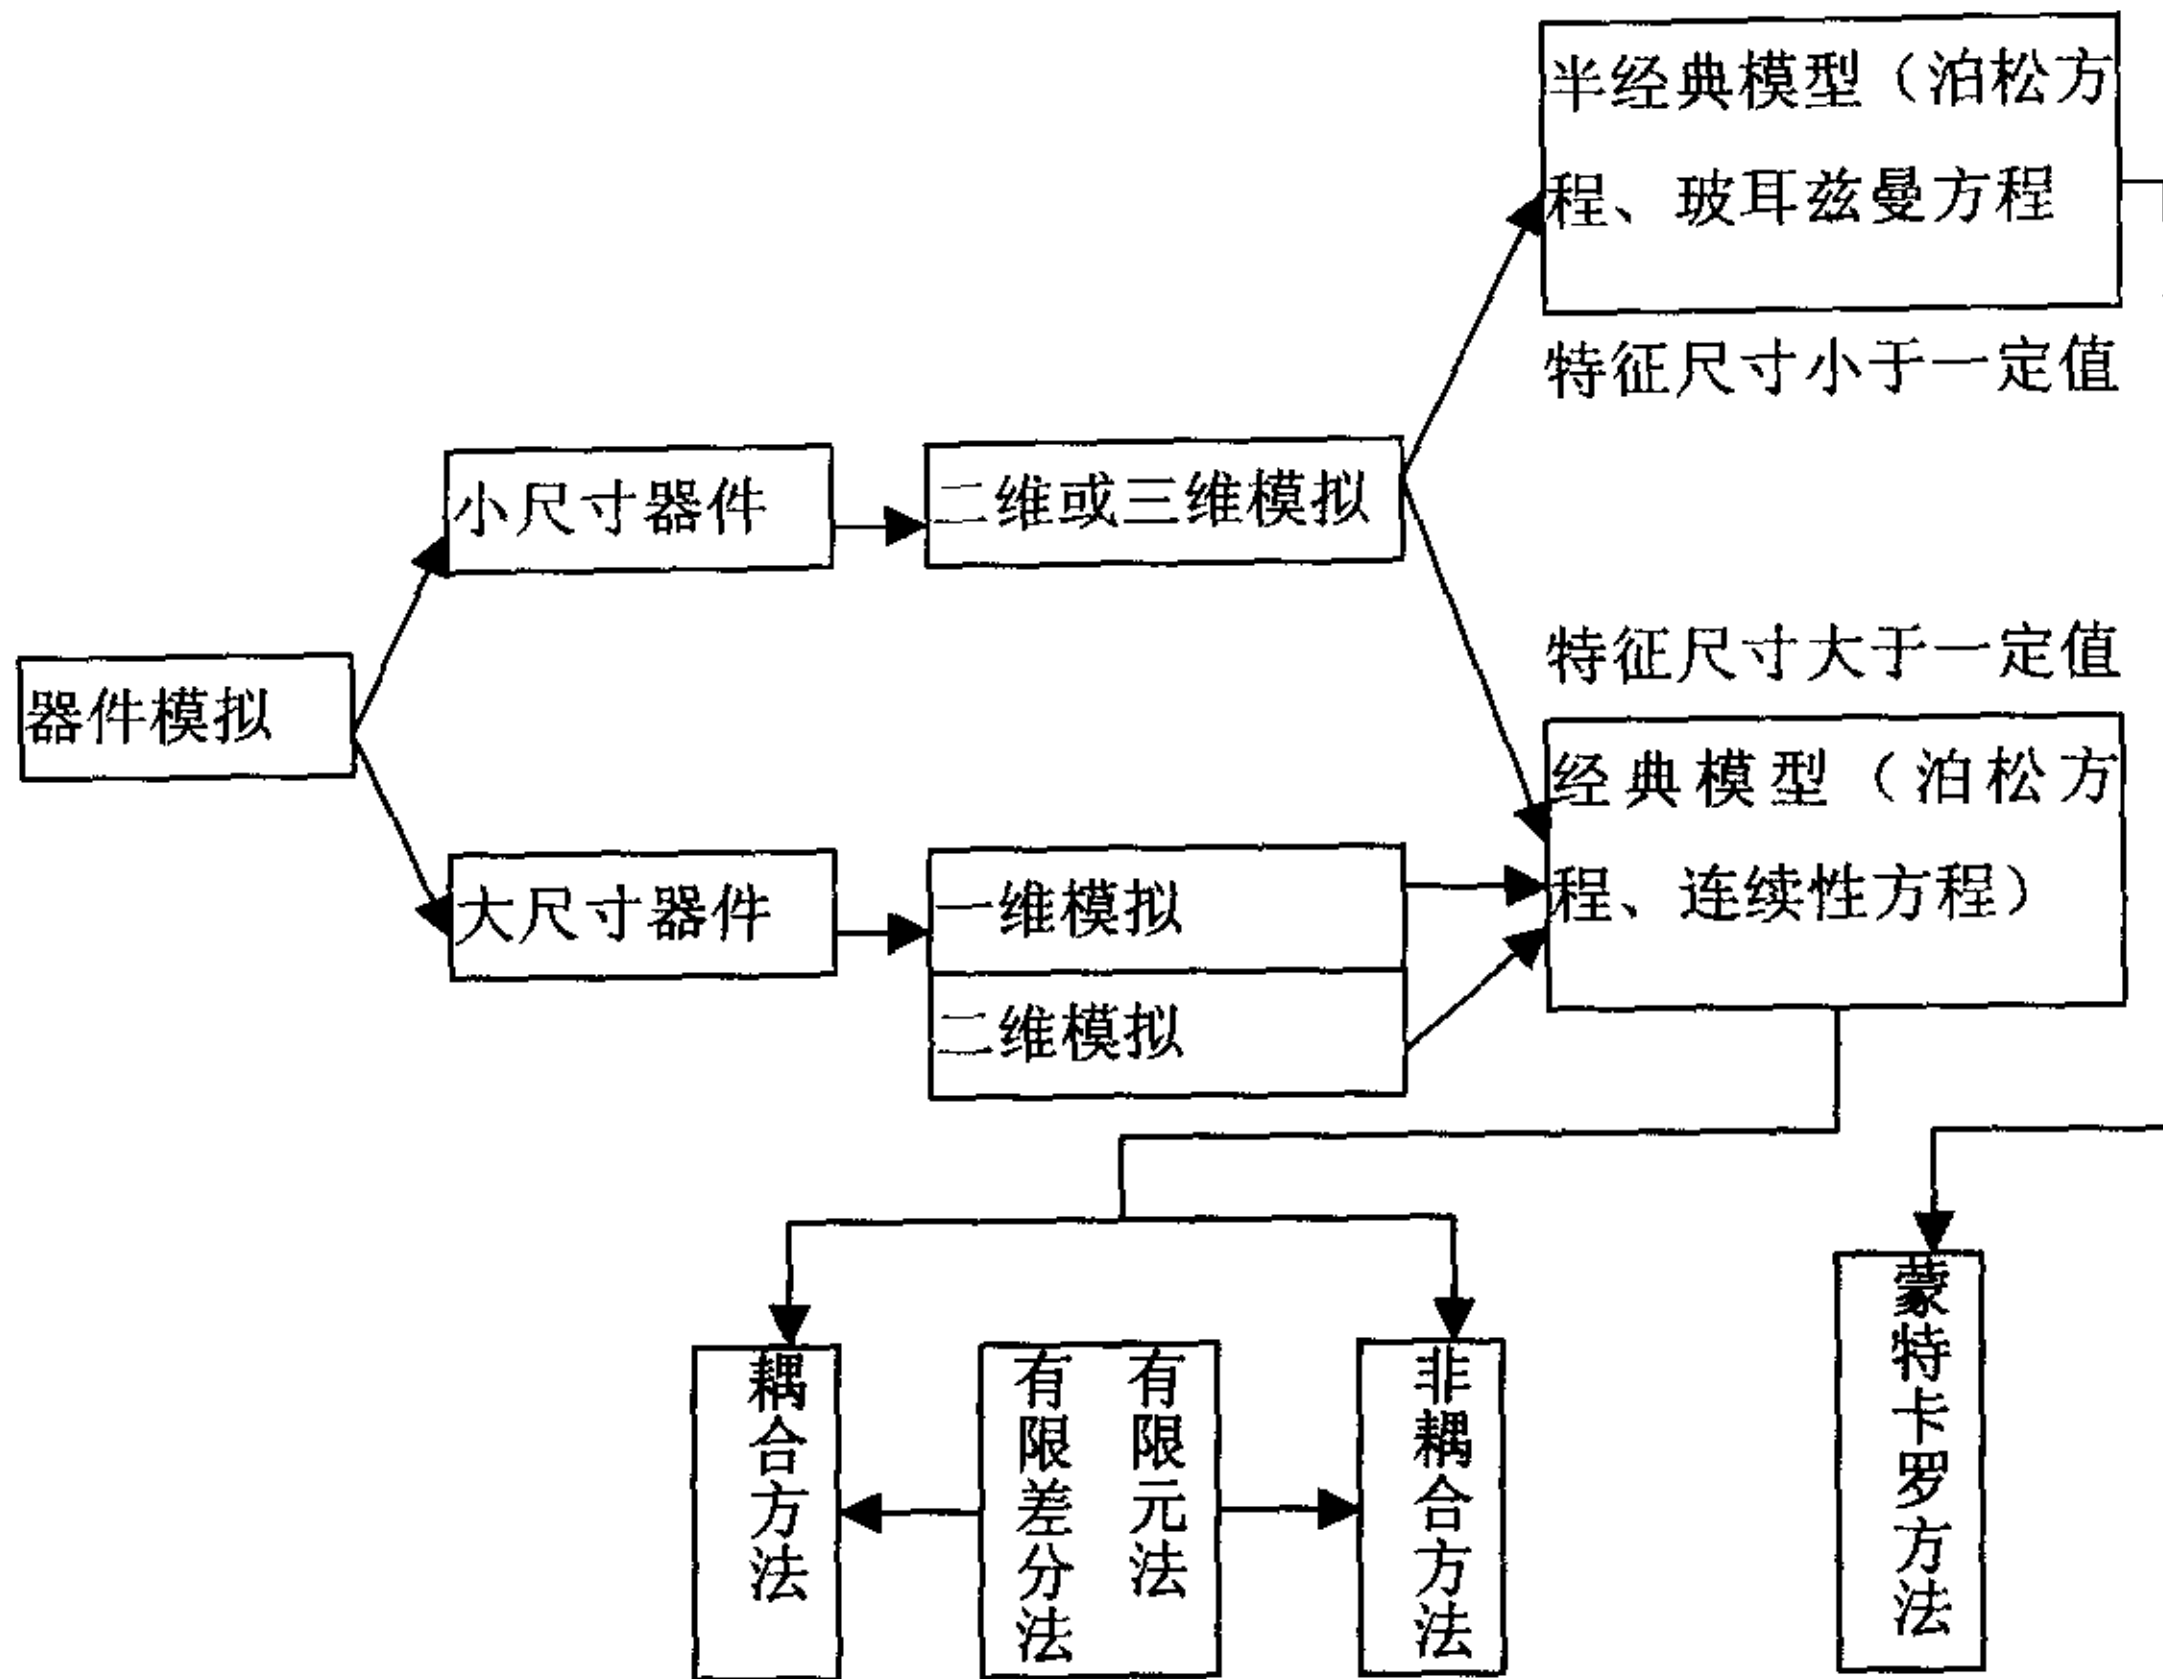 半经典模型（泊松方
程、玻耳兹曼方程
特征尺寸小于一定值
小尺寸器件
二维或三维模拟
特征尺寸大于一定值
器件模拟
经典模型（泊松方
程、连续性方程）
大尺寸器件
一维模拟
二维模拟
耦合方法
有限差分法
有限元法
非耦合方法
蒙特卡罗方法